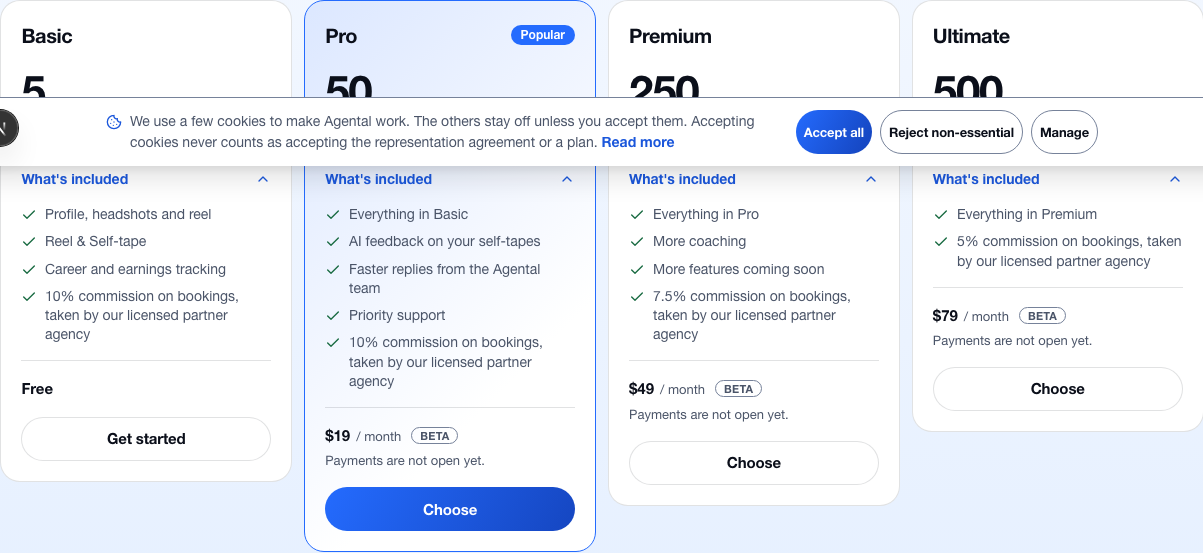 Basic
5
Pro
Popular
50
Premium
250
Ultimate
500
We use a few cookies to make Agental work. The others stay off unless you accept them. Accepting
cookies never counts as accepting the representation agreement or a plan. Read more
Accept all
Reject non-essential
Manage
What's included
Profile, headshots and reel
Reel & Self-tape
Career and earnings tracking
10% commission on bookings,
taken by our licensed partner
agency
Free
Get started
What's included
Everything in Basic
AI feedback on your self-tapes
Faster replies from the Agental
team
Priority support
10% commission on bookings,
taken by our licensed partner
agency
$19 / month BETA
Payments are not open yet.
Choose
What's included
Everything in Pro
More coaching
More features coming soon
7.5% commission on bookings,
taken by our licensed partner
agency
$49 / month BETA
Payments are not open yet.
Choose
What's included
Everything in Premium
5% commission on bookings, taken
by our licensed partner agency
$79 / month BETA
Payments are not open yet.
Choose